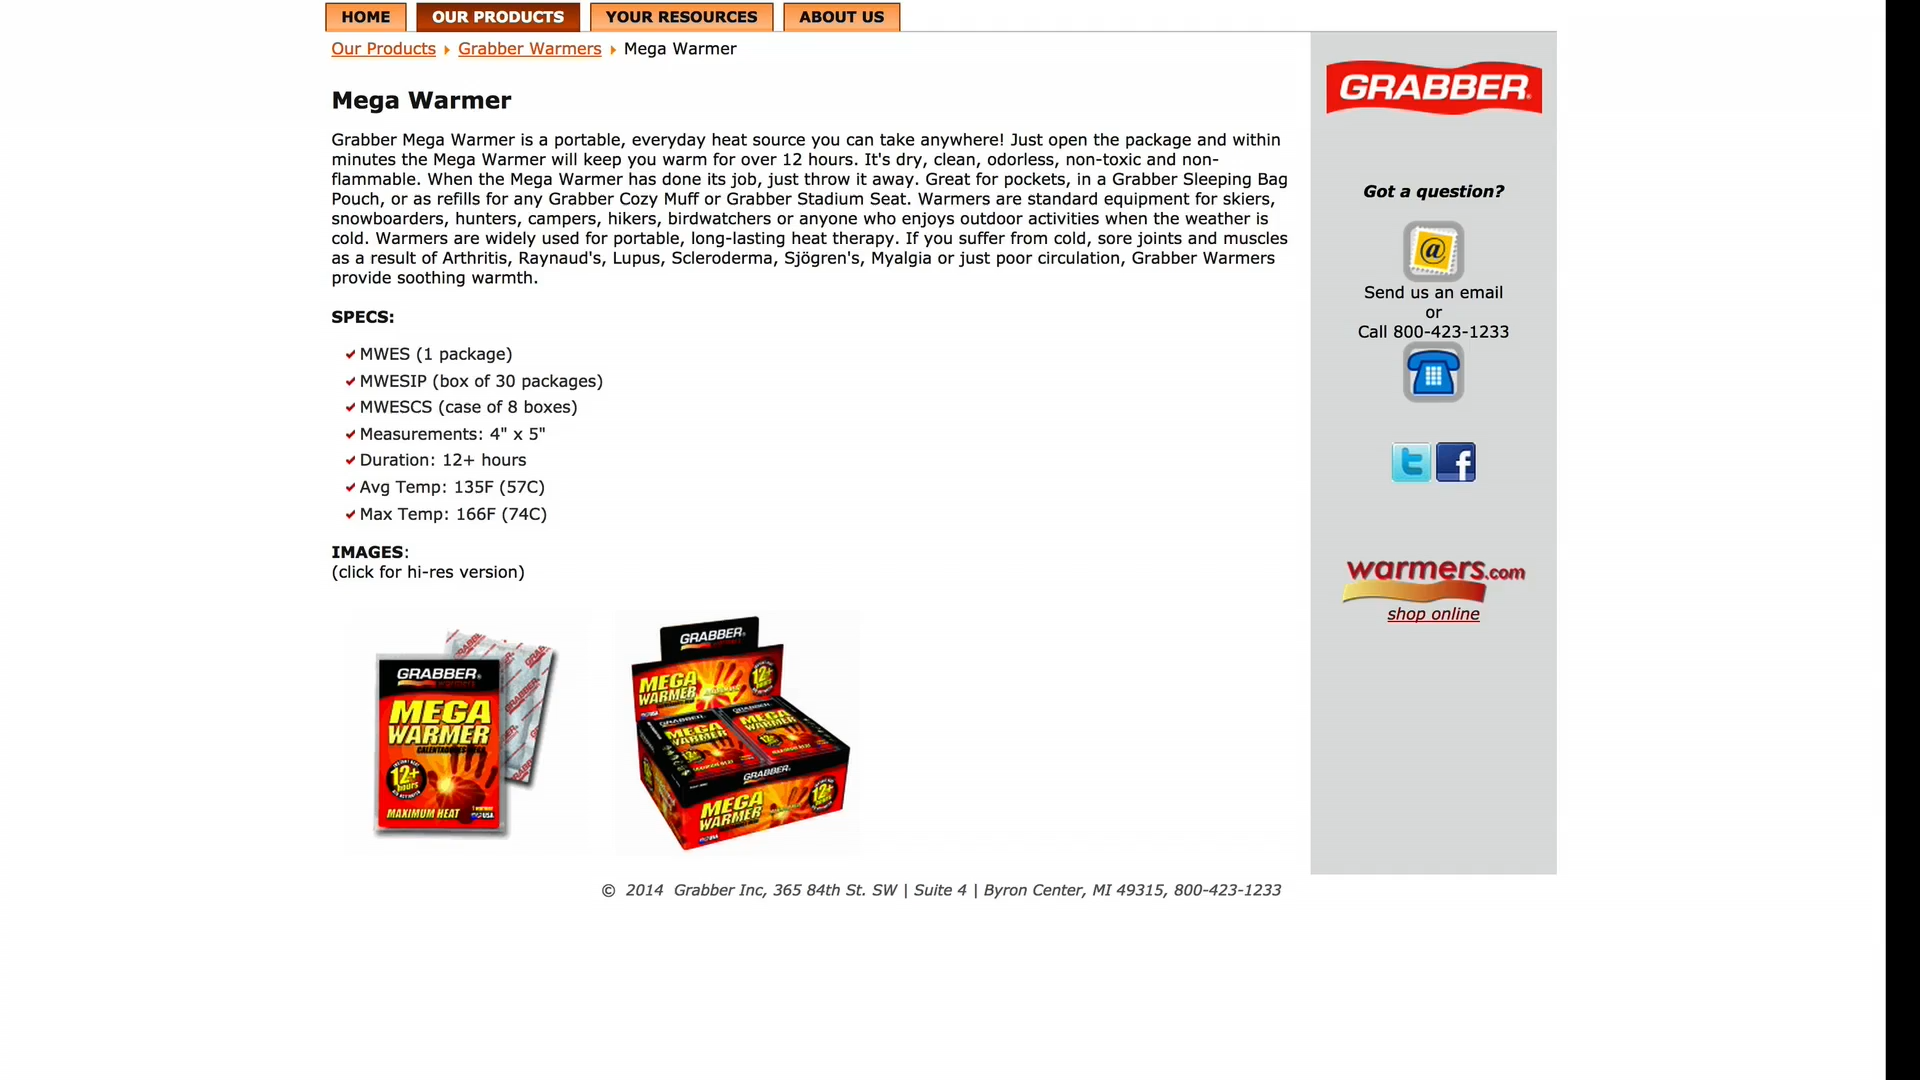 HOME
OUR PRODUCTS
YOUR RESOURCES
ABOUT US
Our Products
Grabber Warmers
Mega Warmer
Mega Warmer
Grabber Mega Warmer is a portable, everyday heat source you can take anywhere! Just open the package and within
minutes the Mega Warmer will keep you warm for over 12 hours. It's dry, clean, odorless, non-toxic and non-
flammable. When the Mega Warmer has done its job, just throw it away. Great for pockets, in a Grabber Sleeping Bag
Pouch, or as refills for any Grabber Cozy Muff or Grabber Stadium Seat. Warmers are standard equipment for skiers,
snowboarders, hunters, campers, hikers, birdwatchers or anyone who enjoys outdoor activities when the weather is
cold. Warmers are widely used for portable, long-lasting heat therapy. If you suffer from cold, sore joints and muscles
as a result of Arthritis, Raynaud's, Lupus, Scleroderma, Sjögren's, Myalgia or just poor circulation, Grabber Warmers
provide soothing warmth.
SPECS:
MWES (1 package)
MWESIP (box of 30 packages)
MWESCS (case of 8 boxes)
Measurements: 4" x 5"
Duration: 12+ hours
Avg Temp: 135F (57C)
Max Temp: 166F (74C)
IMAGES:
(click for hi-res version)
GRABBER
MEGA
WARMER
12+
hours
MAXIMUM HEAT
GRABBER
MEGA
WARMER
12+
GRABBER
MEGA
WARMER
GRABBER
MEGA
WARMER
GRABBER
MEGA
WARMER
12+
GRABBER
Got a question?
@
Send us an email
or
Call 800-423-1233
warmers.com
shop online
© 2014 Grabber Inc, 365 84th St. SW | Suite 4 | Byron Center, MI 49315, 800-423-1233